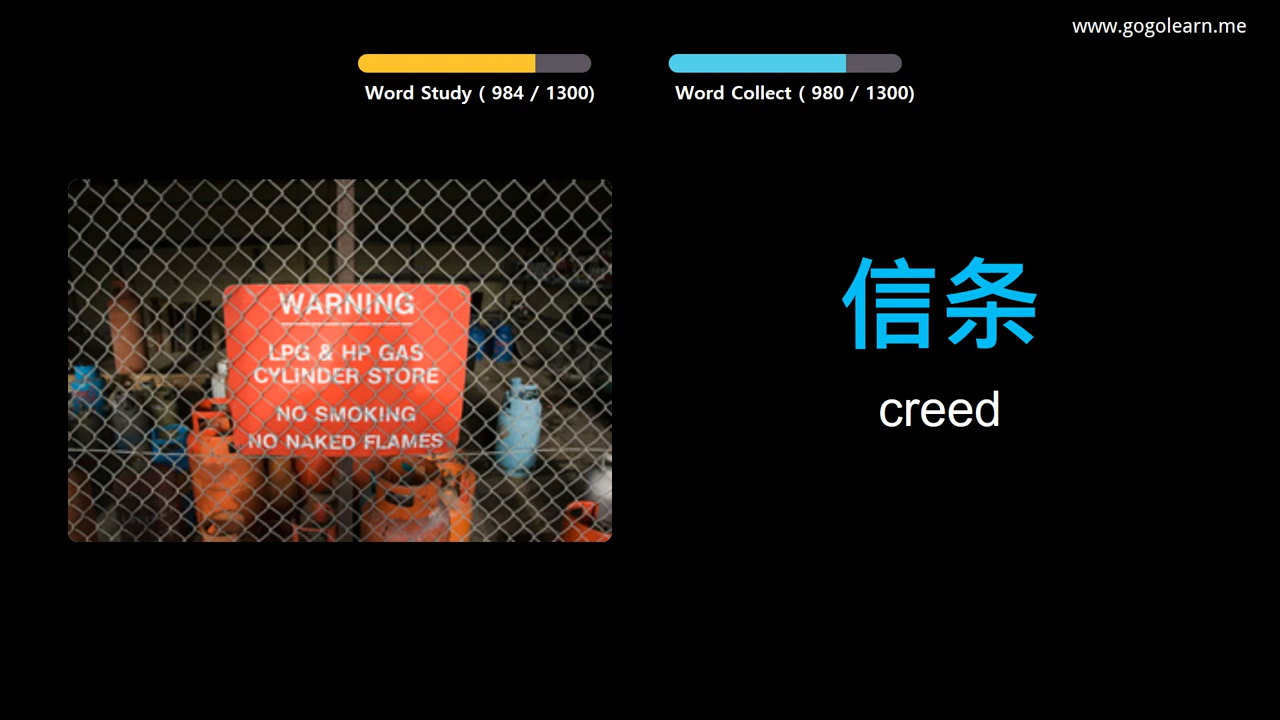 www.gogolearn.me
Word Study ( 984 / 1300)
Word Collect ( 980 / 1300)
WARNING
LPG & HP GAS
CYLINDER STORE
NO SMOKING
NO NAKED FLAMES
信条
creed